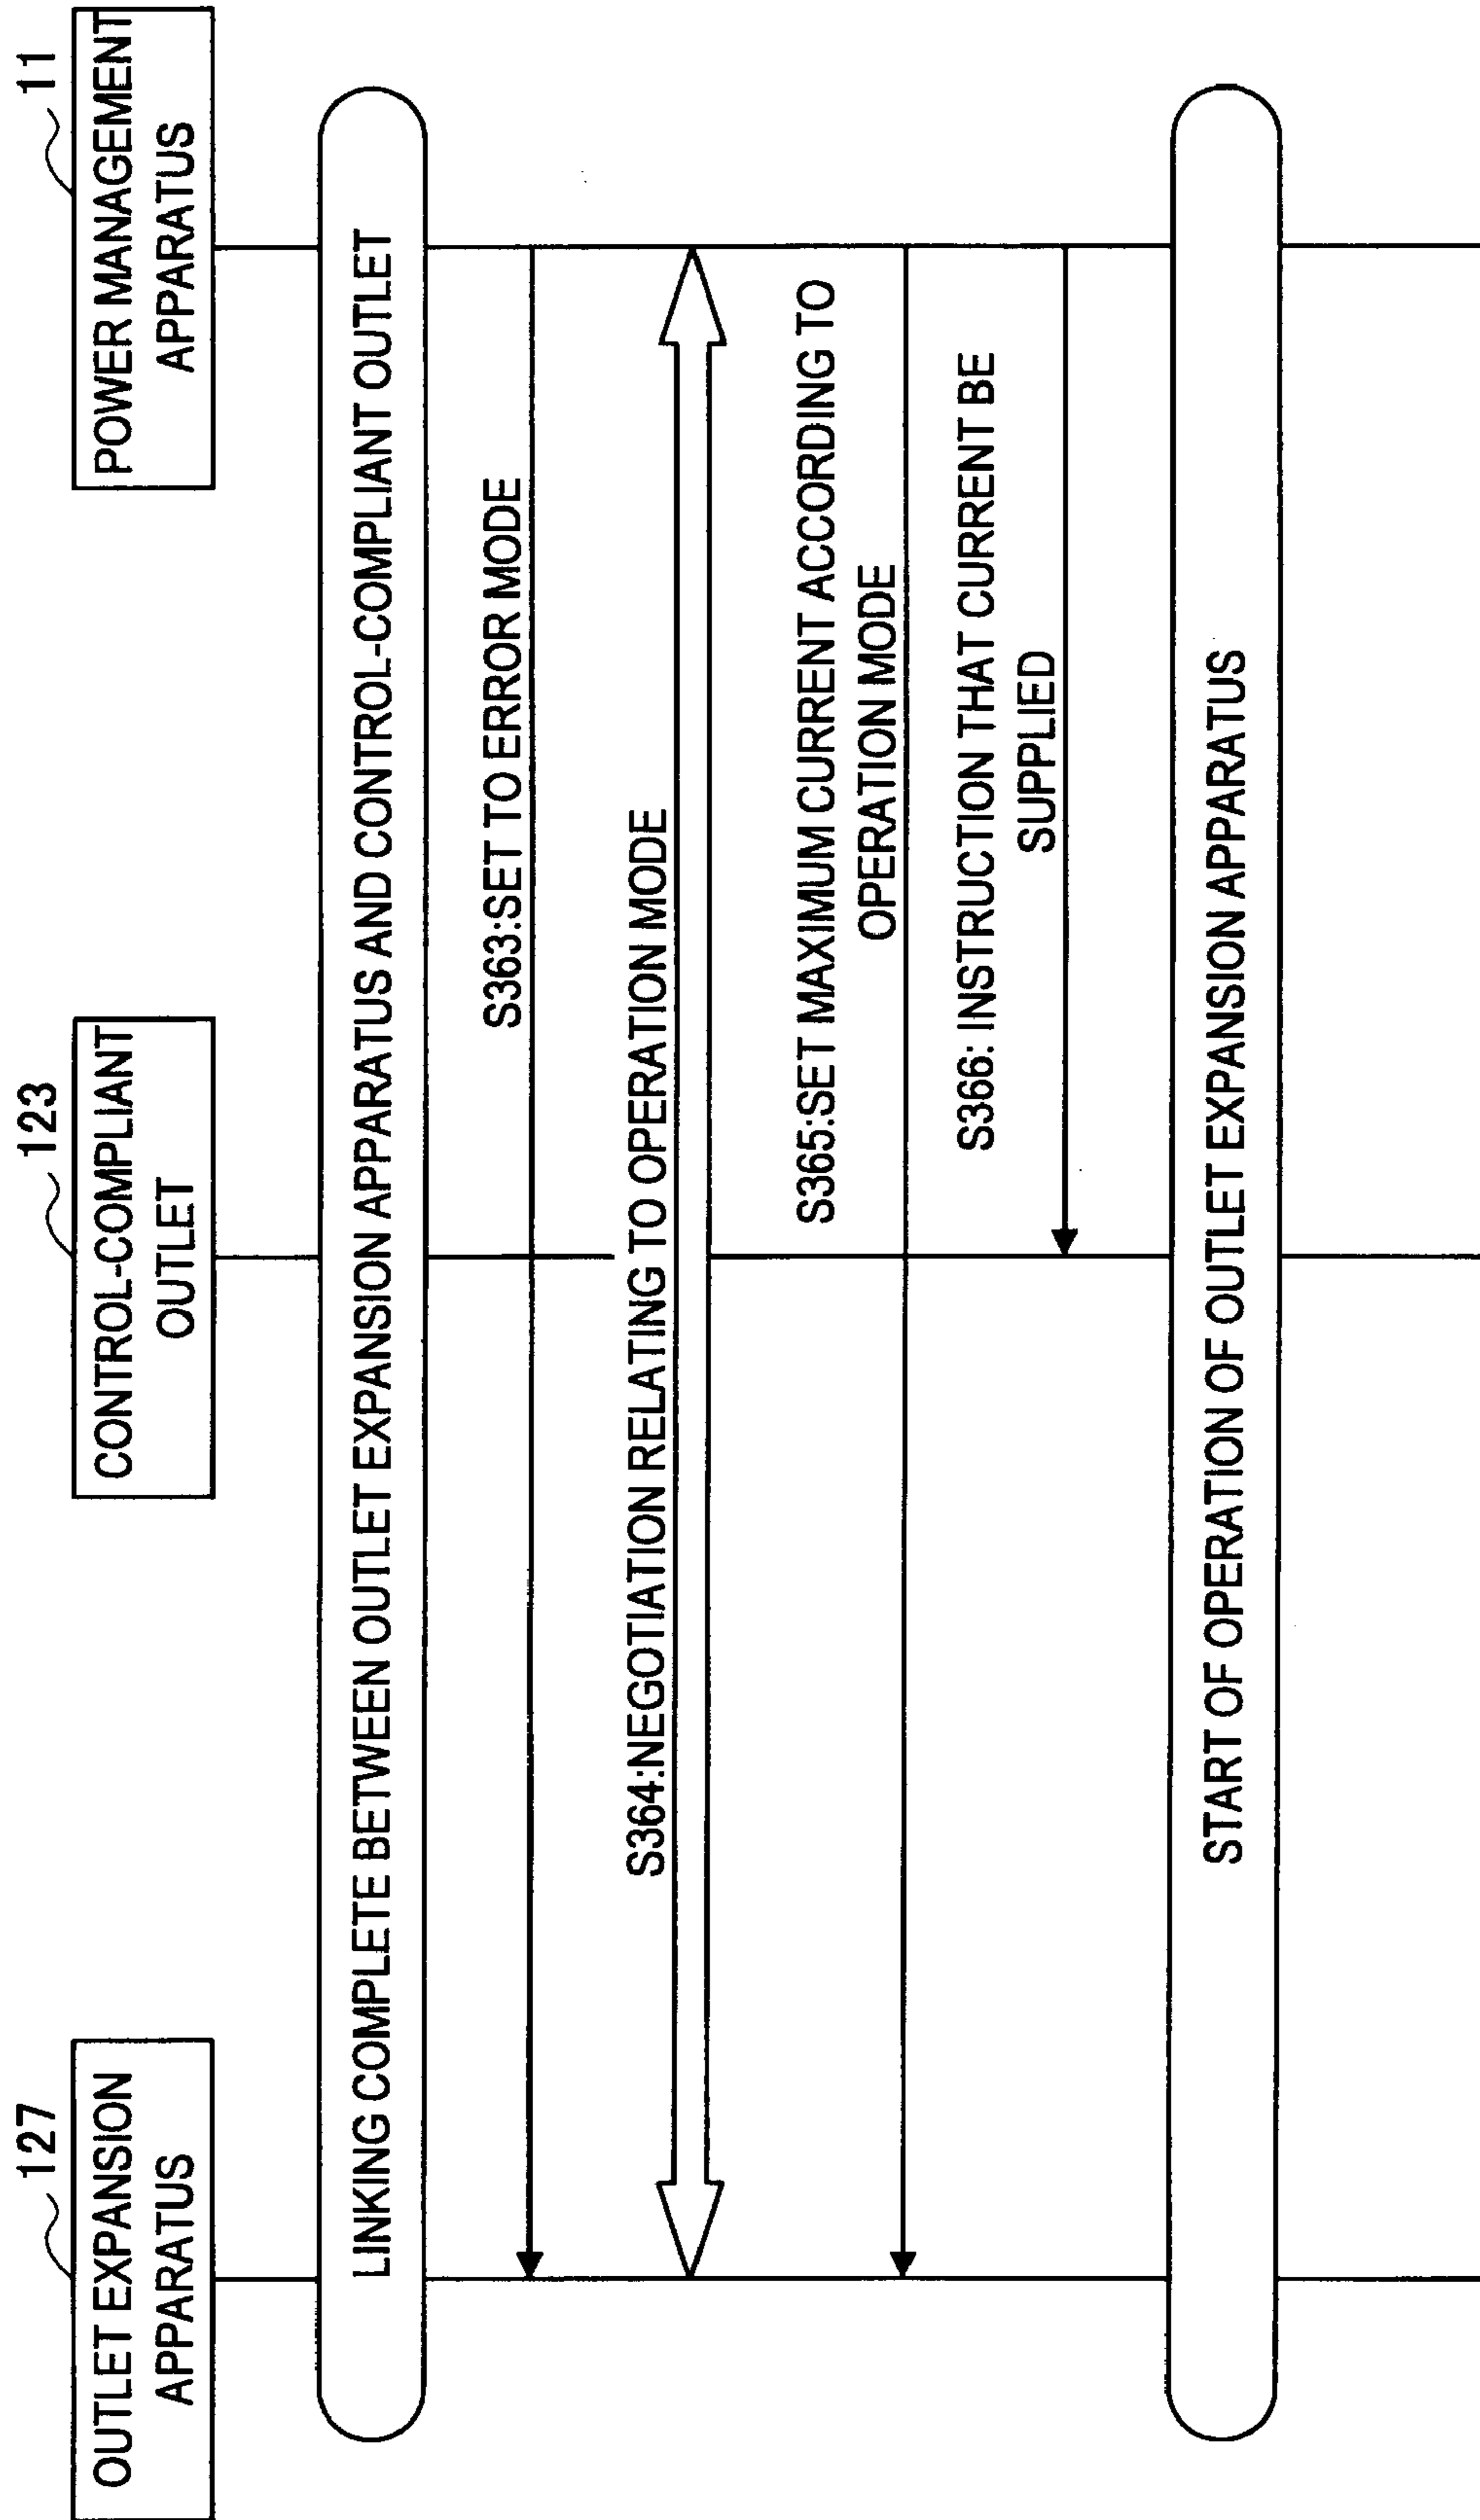 127
OUTLET EXPANSION
APPARATUS
123
CONTROL-COMPLIANT
OUTLET
11
POWER MANAGEMENT
APPARATUS
LINKING COMPLETE BETWEEN OUTLET EXPANSION APPARATUS AND CONTROL-COMPLIANT OUTLET
S363:SET TO ERROR MODE
S364:NEGOTIATION RELATING TO OPERATION MODE
S365:SET MAXIMUM CURRENT ACCORDING TO
OPERATION MODE
S366: INSTRUCTION THAT CURRENT BE
SUPPLIED
START OF OPERATION OF OUTLET EXPANSION APPARATUS